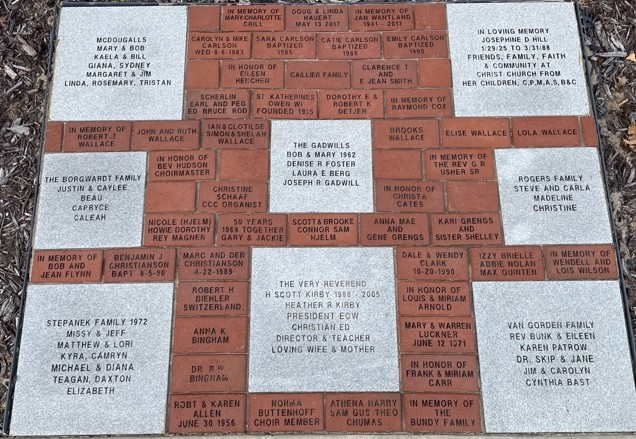 MCDOUGALLS
MARY & BOB
KAELA & BILL
GIANA, SYDNEY
MARGARET & JIM
LINDA, ROSEMARY, TRISTAN
IN MEMORY OF
MARY-CHARLOTTE
CRILL
DOUG & LINDA
HAUERT
MAY 13 2017
IN MEMORY OF
JAN WANTLAND
1941 - 2017
CAROLYN & MIKE
CARLSON
WED 8-6-1983
SARA CARLSON
BAPTIZED
1985
CATIE CARLSON
BAPTIZED
1988
EMILY CARLSON
BAPTIZED
1990
IN HONOR OF
EILEEN
HENCHEN
CAILLIER FAMILY
CLARENCE T
AND
E JEAN SMITH
SCHERLIN
EARL AND PEG
ED BRUCE ROD
ST KATHERINES
OWEN WI
FOUNDED 1915
DOROTHY E &
ROBERT K
DETJEN
IN MEMORY OF
RAYMOND COX
IN LOVING MEMORY
JOSEPHINE D HILL
1/29/25 TO 3/31/88
FRIENDS, FAMILY, FAITH
& COMMUNITY AT
CHRIST CHURCH FROM
HER CHILDREN, C,P,M,A,S, B&C
IN MEMORY OF
ROBERT T
WALLACE
JOHN AND RUTH
WALLACE
IAN & CLOTILDE
SIMON & SHELAH
WALLACE
THE GADWILLS
BOB & MARY 1962
DENISE R FOSTER
LAURA E BERG
JOSEPH R GADWILL
BROOKS
WALLACE
ELISE WALLACE
LOLA WALLACE
THE BORGWARDT FAMILY
JUSTIN & CAYLEE
BEAU
CAPRYCE
CALEAH
IN HONOR OF
BEV HUDSON
CHOIRMASTER
CHRISTINE
SCHAAF
CCC ORGANIST
IN MEMORY OF
THE REV G R
USHER SR
IN HONOR OF
CHRISTA
CATES
ROGERS FAMILY
STEVE AND CARLA
MADELINE
CHRISTINE
NICOLE (HJELM)
HOWIE DOROTHY
REY MAGNER
50 YEARS
1969 TOGETHER
GARY & JACKIE
SCOTT & BROOKE
CONNOR SAM
HJELM
ANNA MAE
AND
GENE GRENGS
KARI GRENGS
AND
SISTER SHELLEY
IN MEMORY OF
BOB AND
JEAN FLYNN
BENJAMIN J
CHRISTIANSON
BAPT 8-5-90
MARC AND DEB
CHRISTIANSON
4-22-1989
THE VERY REVEREND
H SCOTT KIRBY 1988 - 2005
HEATHER R KIRBY
PRESIDENT ECW
CHRISTIAN ED
DIRECTOR & TEACHER
LOVING WIFE & MOTHER
DALE & WENDY
CLARK
10-20-1990
IZZY BRIELLE
ABBIE NOLAN
MAX QUINTEN
IN MEMORY OF
WENDELL AND
LOIS WILSON
STEPANEK FAMILY 1972
MISSY & JEFF
MATTHEW & LORI
KYRA, CAMRYN
MICHAEL & DIANA
TEAGAN, DAXTON
ELIZABETH
ROBERT H
DIEHLER
SWITZERLAND
ANNA K
BINGHAM
DR R W
BINGHAM
IN HONOR OF
LOUIS & MIRIAM
ARNOLD
MARY & WARREN
LUCKNER
JUNE 12 1971
IN HONOR OF
FRANK & MIRIAM
CARR
VAN GORDEN FAMILY
REV BUNK & EILEEN
KAREN PATROW
DR. SKIP & JANE
JIM & CAROLYN
CYNTHIA BAST
ROBT & KAREN
ALLEN
JUNE 30 1956
NORMA
BUTTENHOFF
CHOIR MEMBER
ATHENA HARRY
SAM GUS THEO
CHUMAS
IN MEMORY OF
THE
BUNDY FAMILY